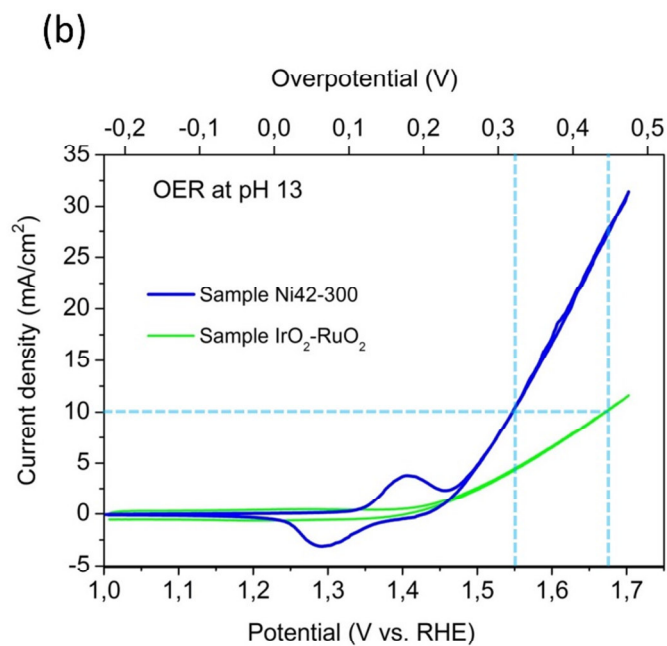 (b)
Overpotential (V)
-0,2 -0,1 0,0 0,1 0,2 0,3 0,4 0,5
35
30
25
20
15
10
5
0
-5
Current density (mA/cm²)
OER at pH 13
Sample Ni42-300
Sample IrO₂-RuO₂
1,0 1,1 1,2 1,3 1,4 1,5 1,6 1,7
Potential (V vs. RHE)